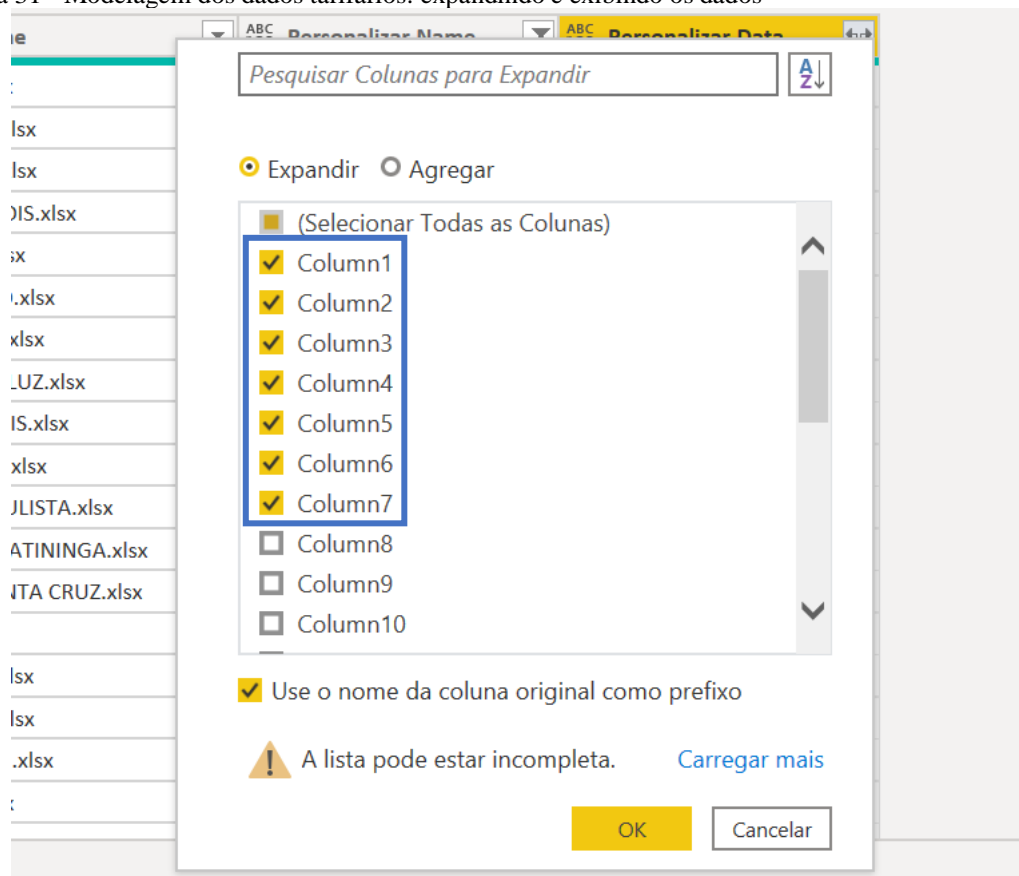 31 - Modelagem dos dados tarifários: expandindo e exibindo os dados
ABC Personalizar Name ABC Personalizar Data
Pesquisar Colunas para Expandir
Expandir Agregar
(Selecionar Todas as Colunas)
Column1
Column2
Column3
Column4
Column5
Column6
Column7
Column8
Column9
Column10
Use o nome da coluna original como prefixo
A lista pode estar incompleta. Carregar mais
OK Cancelar
lsx
lsx
DIS.xlsx
sx
.xlsx
xlsx
LUZ.xlsx
IS.xlsx
xlsx
ULISTA.xlsx
ATININGA.xlsx
NTA CRUZ.xlsx
lsx
lsx
.xlsx